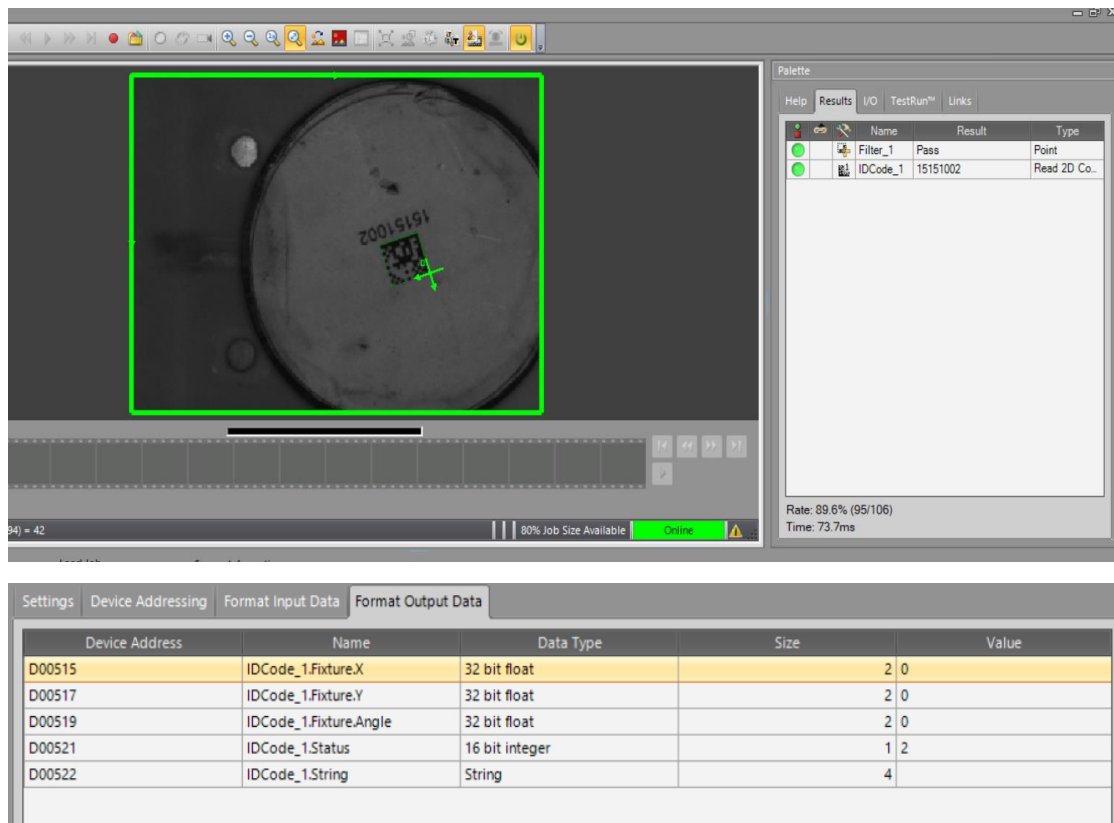 Palette
Help Results I/O TestRun™ Links
Name Result Type
Filter_1 Pass Point
IDCode_1 15151002 Read 2D Co...
15151002
Rate: 89.6% (95/106)
Time: 73.7ms
94) = 42
80% Job Size Available
Online
Settings Device Addressing Format Input Data Format Output Data
Device Address Name Data Type Size Value
D00515 IDCode_1.Fixture.X 32 bit float 2 0
D00517 IDCode_1.Fixture.Y 32 bit float 2 0
D00519 IDCode_1.Fixture.Angle 32 bit float 2 0
D00521 IDCode_1.Status 16 bit integer 1 2
D00522 IDCode_1.String String 4